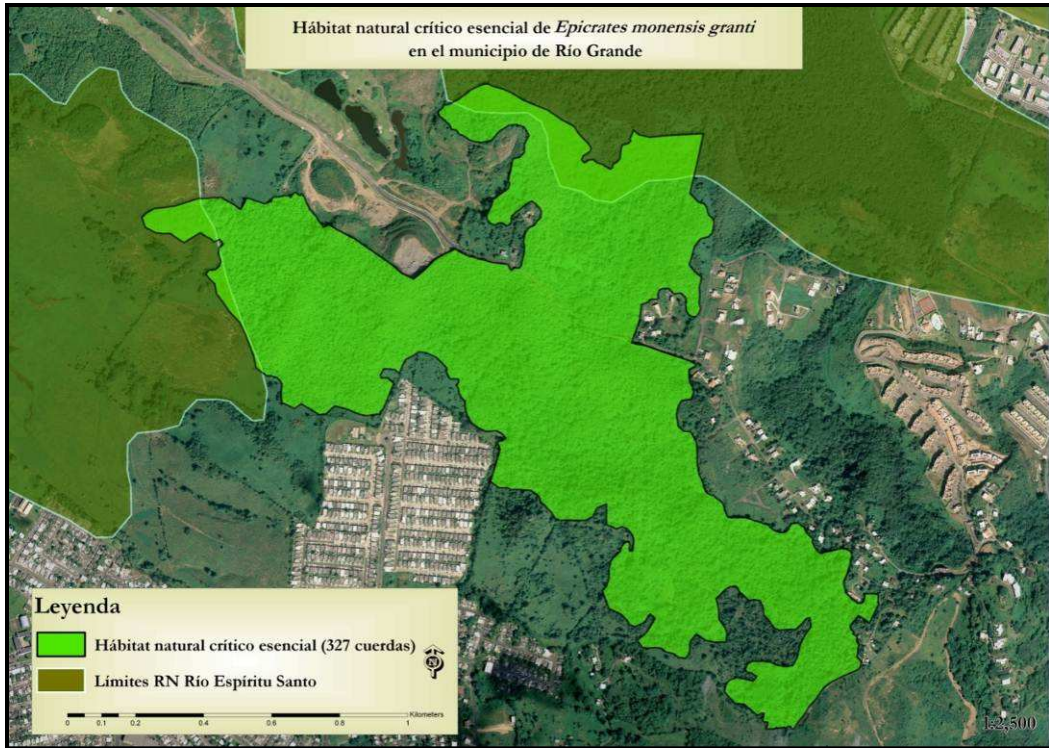 Hábitat natural crítico esencial de Epicrates monensis granti
en el municipio de Río Grande
Leyenda
Hábitat natural crítico esencial (327 cuerdas)
Límites RN Río Espíritu Santo
Kilometers
0 0.1 0.2 0.4 0.6 0.8 1
1:2,500